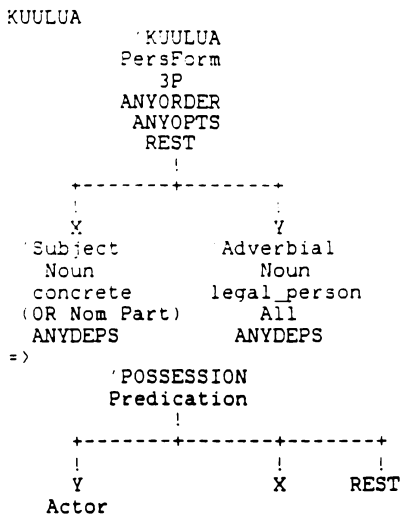 KUULUA
'KUULUA
PersForm
3P
ANYORDER
ANYOPTS
REST
!
+--------+--------+
! !
X Y
'Subject 'Adverbial
Noun Noun
concrete legal_person
(OR Nom Part) All
ANYDEPS ANYDEPS
=>
'POSSESSION
Predication
!
+--------+--------+--------+
! ! !
Y X REST
Actor